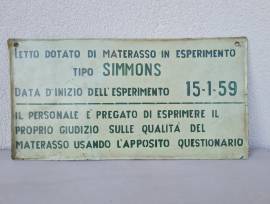 LETTO DOTATO DI MATERASSO IN ESPERIMENTO
TIPO SIMMONS
DATA D'INIZIO DELL'ESPERIMENTO 15-1-59
IL PERSONALE È PREGATO DI ESPRIMERE IL
PROPRIO GIUDIZIO SULLE QUALITÀ DEL
MATERASSO USANDO L'APPOSITO QUESTIONARIO